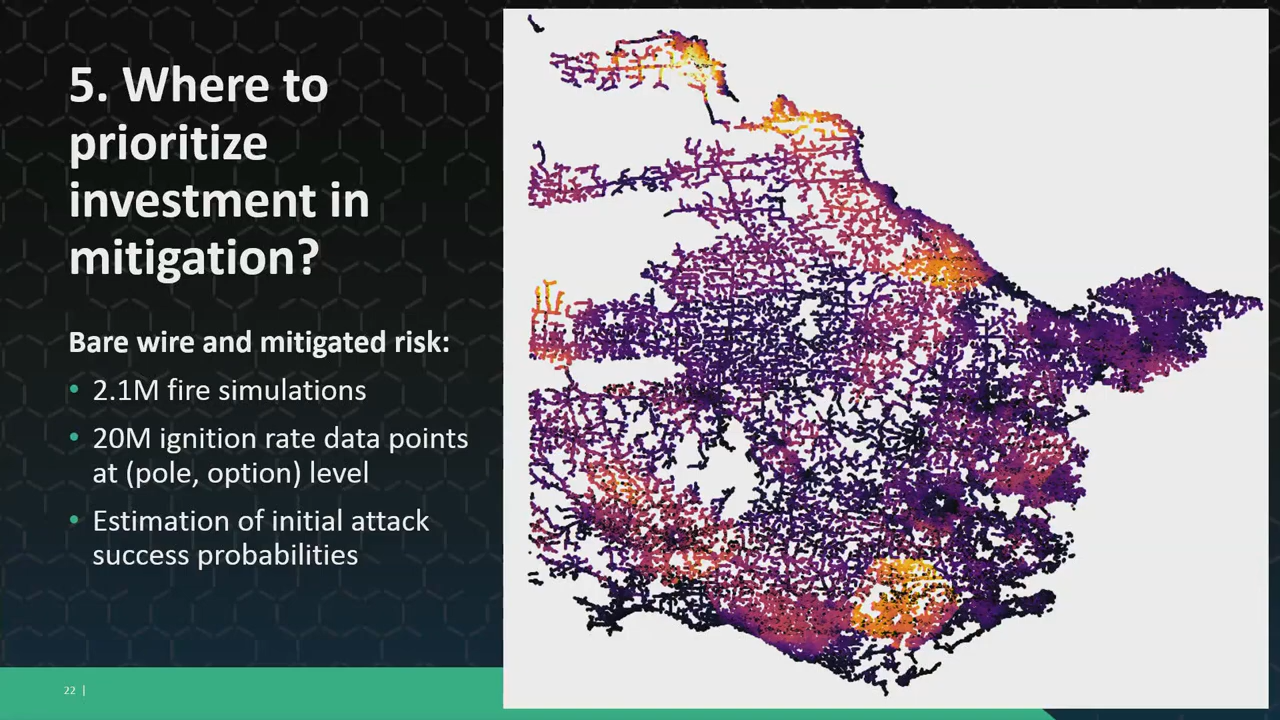 5. Where to
prioritize
investment in
mitigation?
Bare wire and mitigated risk:
• 2.1M fire simulations
• 20M ignition rate data points
at (pole, option) level
• Estimation of initial attack
success probabilities
22 |